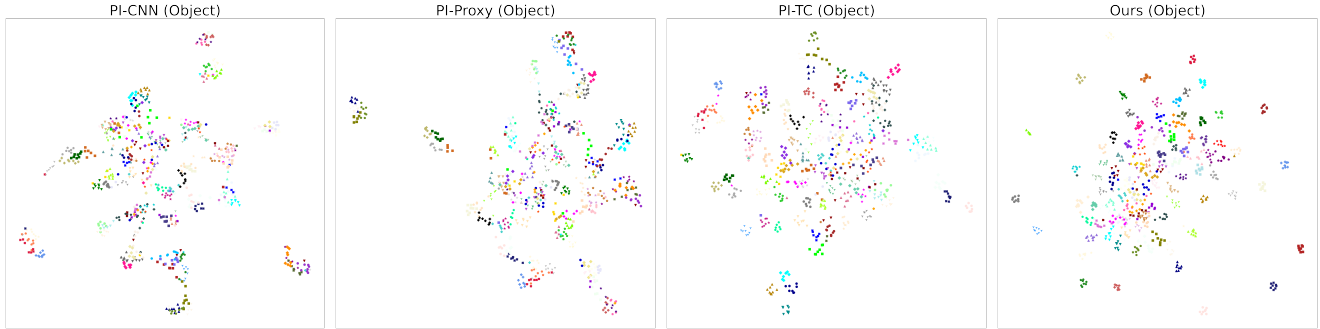 PI-CNN (Object)
PI-Proxy (Object)
PI-TC (Object)
Ours (Object)